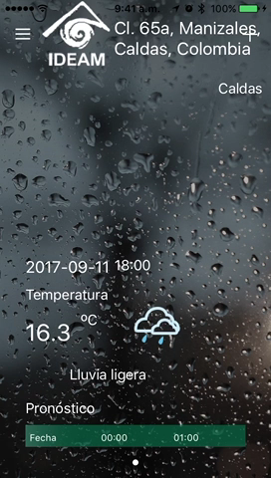 9:41 a.m. 100%
IDEAM
Cl. 65a, Manizales,
Caldas, Colombia
Caldas
2017-09-11 18:00
Temperatura
16.3 ºC
Lluvia ligera
Pronóstico
Fecha 00:00 01:00